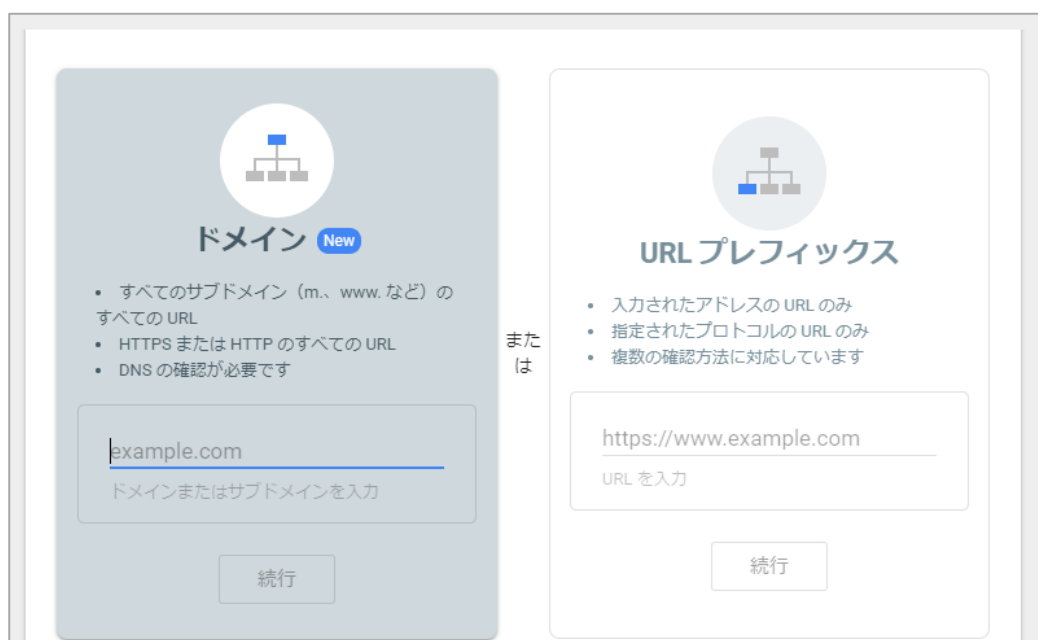 ドメイン New
• すべてのサブドメイン（m.、www. など）の
すべての URL
• HTTPS または HTTP のすべての URL
• DNS の確認が必要です
example.com
ドメインまたはサブドメインを入力
続行
また
は
URL プレフィックス
• 入力されたアドレスの URL のみ
• 指定されたプロトコルの URL のみ
• 複数の確認方法に対応しています
https://www.example.com
URL を入力
続行